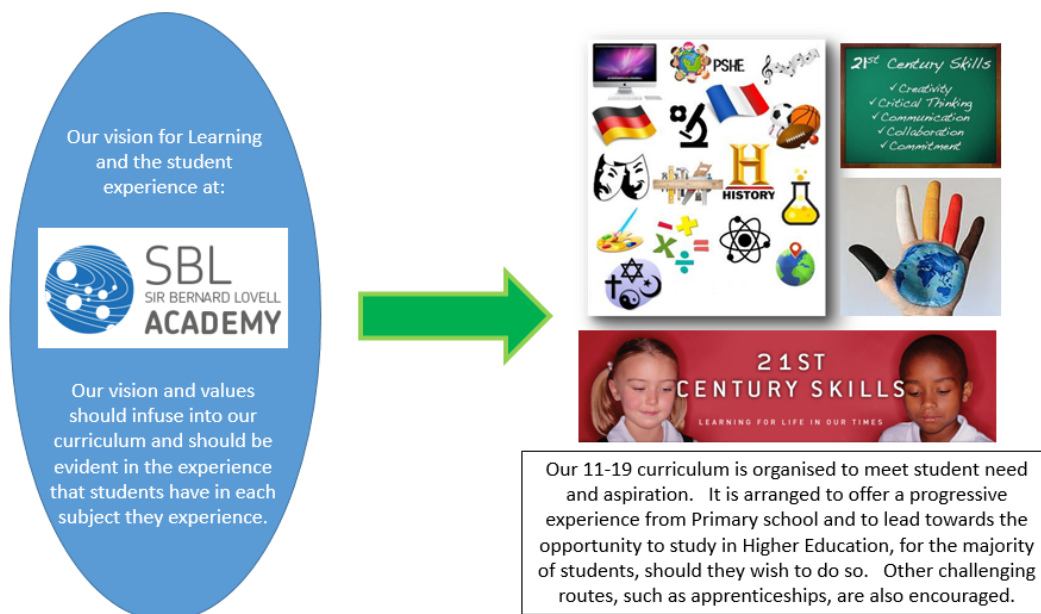 Our vision for Learning
and the student
experience at:
SBL
SIR BERNARD LOVELL
ACADEMY
Our vision and values
should infuse into our
curriculum and should be
evident in the experience
that students have in each
subject they experience.
PSHE
H
HISTORY
21st Century Skills
✓Creativity
✓Critical Thinking
✓Communication
✓Collaboration
✓Commitment
21ST
CENTURY SKILLS
LEARNING FOR LIFE IN OUR TIMES
Our 11-19 curriculum is organised to meet student need
and aspiration. It is arranged to offer a progressive
experience from Primary school and to lead towards the
opportunity to study in Higher Education, for the majority
of students, should they wish to do so. Other challenging
routes, such as apprenticeships, are also encouraged.